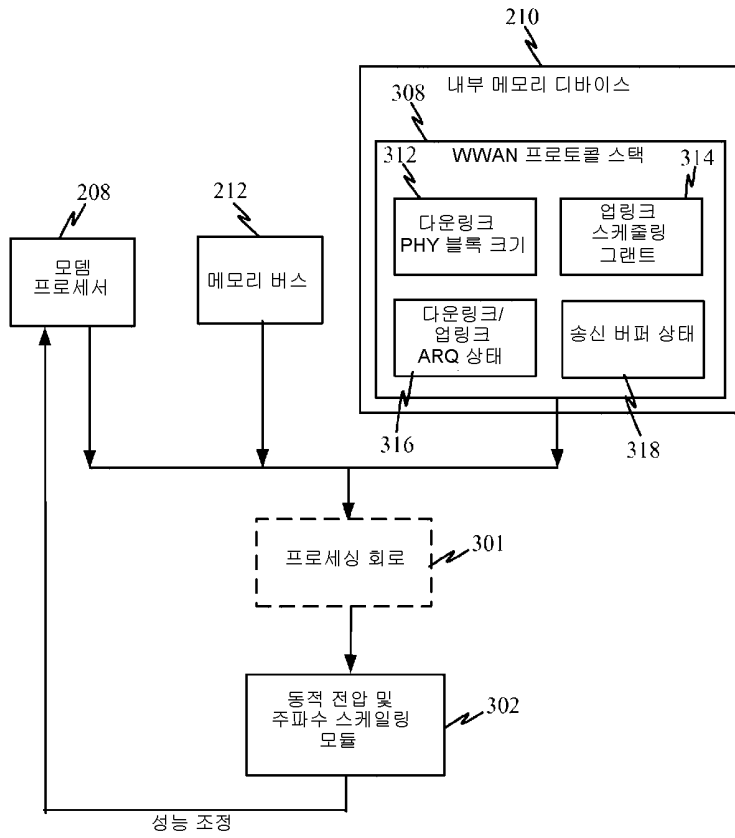 210
내부 메모리 디바이스
308
WWAN 프로토콜 스택
312
314
다운링크
PHY 블록 크기
업링크
스케줄링
그랜트
208
212
모뎀
프로세서
메모리 버스
다운링크/
업링크
ARQ 상태
송신 버퍼 상태
316
318
프로세싱 회로
301
동적 전압 및
주파수 스케일링
모듈
302
성능 조정